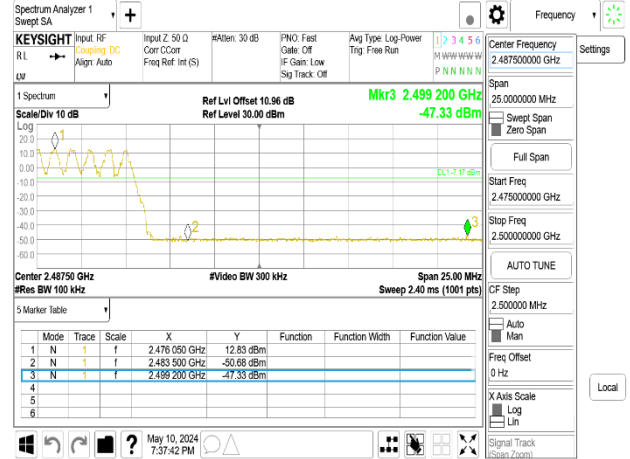 Spectrum Analyzer 1
Swept SA
Frequency
KEYSIGHT
RL
Input: RF
Coupling: DC
Align: Auto
Input Z: 50 Ω
Corr CCorr
Freq Ref: Int (S)
#Atten: 30 dB
PNO: Fast
Gate: Off
IF Gain: Low
Sig Track: Off
Avg Type: Log-Power
Trig: Free Run
1 2 3 4 5 6
M W W W W W
P N N N N N
1 Spectrum
Scale/Div 10 dB
Ref Lvl Offset 10.96 dB
Ref Level 30.00 dBm
Mkr3 2.499 200 GHz
-47.33 dBm
Log
20.0
10.0
0.00
-10.0
-20.0
-30.0
-40.0
-50.0
-60.0
1
2
3
DL1 -7.17 dBm
Center 2.48750 GHz
#Res BW 100 kHz
#Video BW 300 kHz
Span 25.00 MHz
Sweep 2.40 ms (1001 pts)
5 Marker Table
Mode Trace Scale X Y Function Function Width Function Value
1 N 1 f 2.476 050 GHz 12.83 dBm
2 N 1 f 2.483 500 GHz -50.68 dBm
3 N 1 f 2.499 200 GHz -47.33 dBm
4
5
6
?
May 10, 2024
7:37:42 PM
Center Frequency
2.487500000 GHz
Span
25.0000000 MHz
Swept Span
Zero Span
Full Span
Start Freq
2.475000000 GHz
Stop Freq
2.500000000 GHz
AUTO TUNE
CF Step
2.500000 MHz
Auto
Man
Freq Offset
0 Hz
X Axis Scale
Log
Lin
Signal Track
(Span Zoom)
Settings
Local